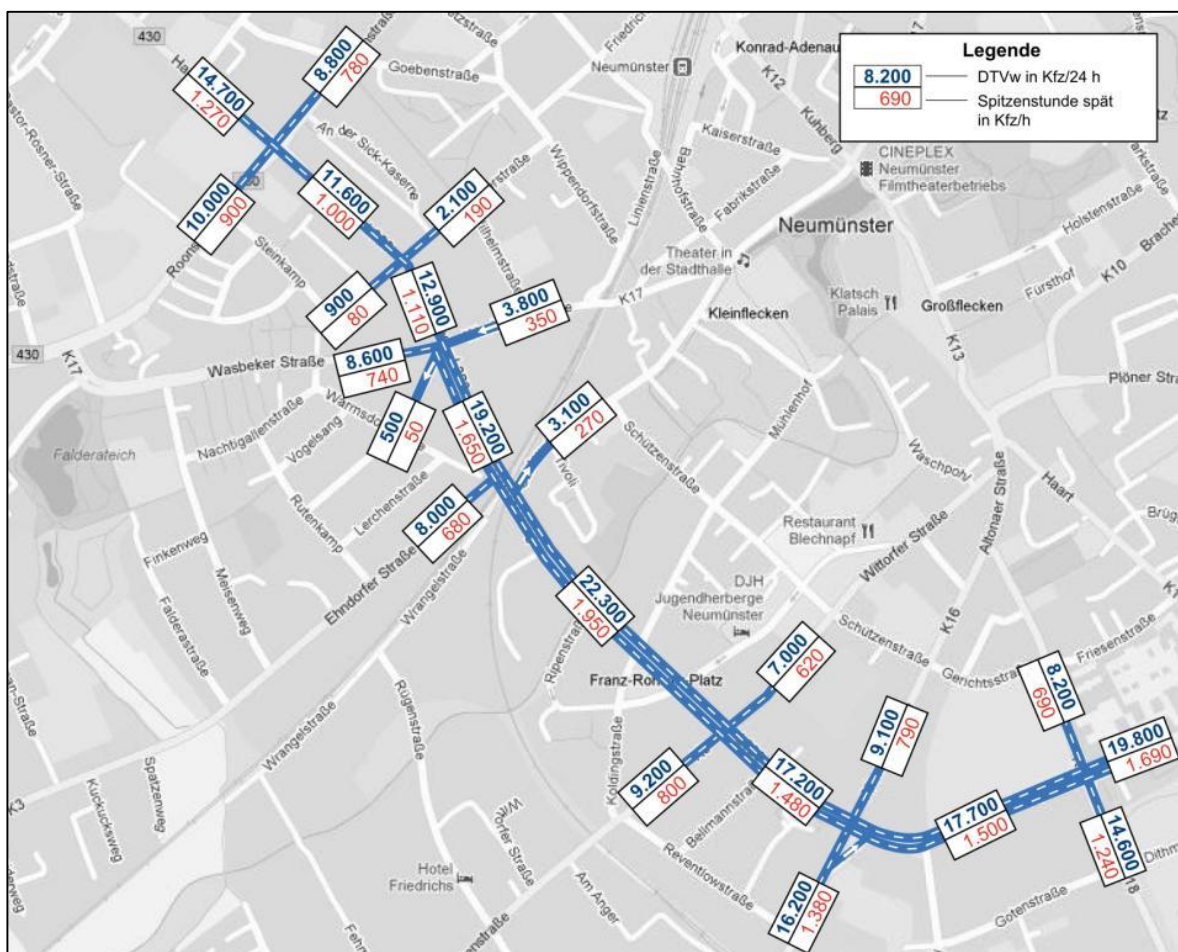 Legende
8.200
DTVw in Kfz/24 h
690
Spitzenstunde spät
in Kfz/h
430
14.700
1.270
8.800
780
Goebenstraße
Neumünster
Konrad-Adenau
K12
Kuhberg
Kaiserstraße
Bahnhofstraße
Fabrikstraße
Friedrich
Linienstraße
Wippendorfstraße
An der Sick-Kaserne
CINEPLEX
Neumünster
Filmtheaterbetriebs
Neumünster
Holstenstraße
Brache
K10
Fürsthof
10.000
900
11.600
1.000
2.100
190
Steinkamp
Theater in
der Stadthalle
K17
Klatsch
Palais
Großflecken
Kleinflecken
K13
900
80
12.900
1.110
3.800
350
430
K17
Wasbeker Straße
8.600
740
Plöner Stra
500
50
19.200
1.650
3.100
270
Nachtigallenstraße
Vogelsang
Falderateich
Tivoli
Schützenstraße
Mühlenhof
Waschpohl
Altonaer Straße
Haart
Rutenkamp
Lerchenstraße
8.000
680
Finkenweg
Meisenweg
Ehndorfer Straße
Wrangelstraße
Restaurant
Blechnapf
Wittorfer Straße
Falderastraße
22.300
1.950
DJH
Jugendherberge
Neumünster
K16
Schützenstraße
Friesenstraße
Ripenstraße
7.000
620
Gerichtsstraße
8.200
690
9.100
790
19.800
1.690
Wrangelstraße
Rügenstraße
Koldingstraße
9.200
800
17.200
1.480
17.700
1.500
14.600
1.240
K3
Kuckucksweg
Spatzenweg
Bellmannstraße
Reventlowstraße
16.200
1.380
Gotenstraße
Hotel
Friedrichs
Am Anger